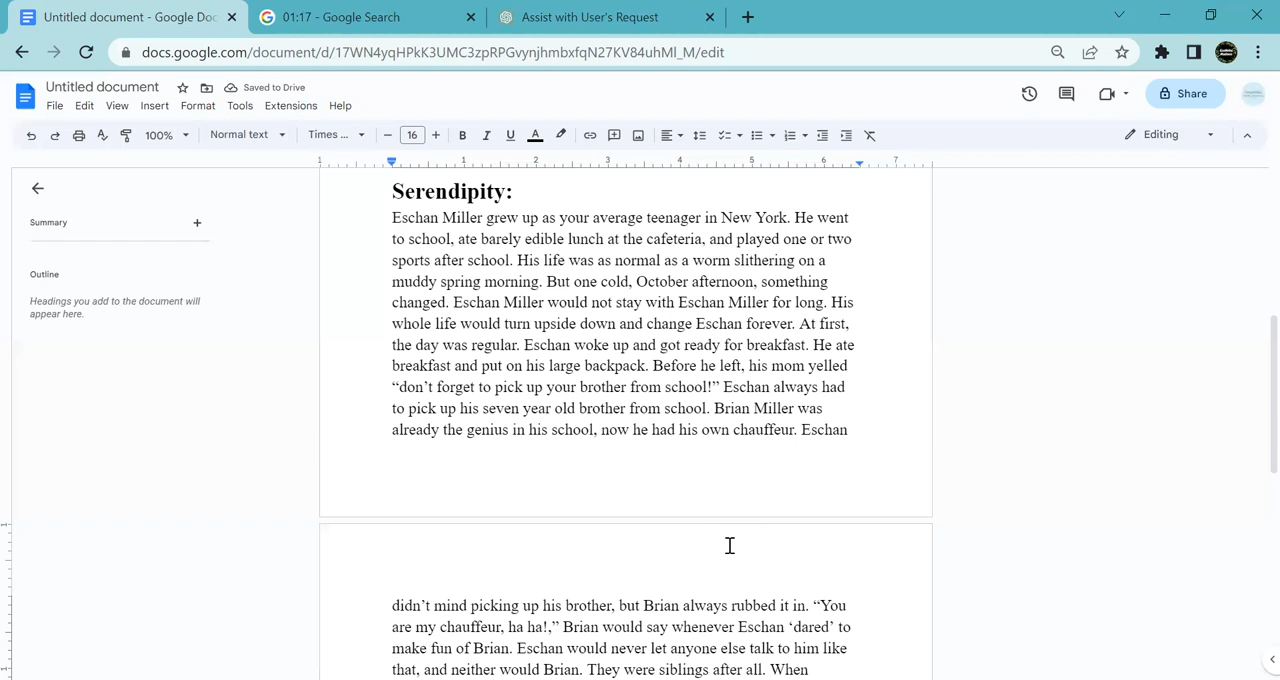 Untitled document - Google Doc
01:17 - Google Search
Assist with User's Request
docs.google.com/document/d/17WN4yqHPkK3UMC3zpRPGvynjhmbxfqN27KV84uhMl_M/edit
Untitled document
Saved to Drive
File Edit View Insert Format Tools Extensions Help
Share
100% Normal text Times ... 16 B I U A Editing
1 1 2 3 4 5 6 7
Summary
Outline
Headings you add to the document will
appear here.
Serendipity:
Eschan Miller grew up as your average teenager in New York. He went
to school, ate barely edible lunch at the cafeteria, and played one or two
sports after school. His life was as normal as a worm slithering on a
muddy spring morning. But one cold, October afternoon, something
changed. Eschan Miller would not stay with Eschan Miller for long. His
whole life would turn upside down and change Eschan forever. At first,
the day was regular. Eschan woke up and got ready for breakfast. He ate
breakfast and put on his large backpack. Before he left, his mom yelled
“don’t forget to pick up your brother from school!” Eschan always had
to pick up his seven year old brother from school. Brian Miller was
already the genius in his school, now he had his own chauffeur. Eschan
didn’t mind picking up his brother, but Brian always rubbed it in. “You
are my chauffeur, ha ha!,” Brian would say whenever Eschan ‘dared’ to
make fun of Brian. Eschan would never let anyone else talk to him like
that, and neither would Brian. They were siblings after all. When